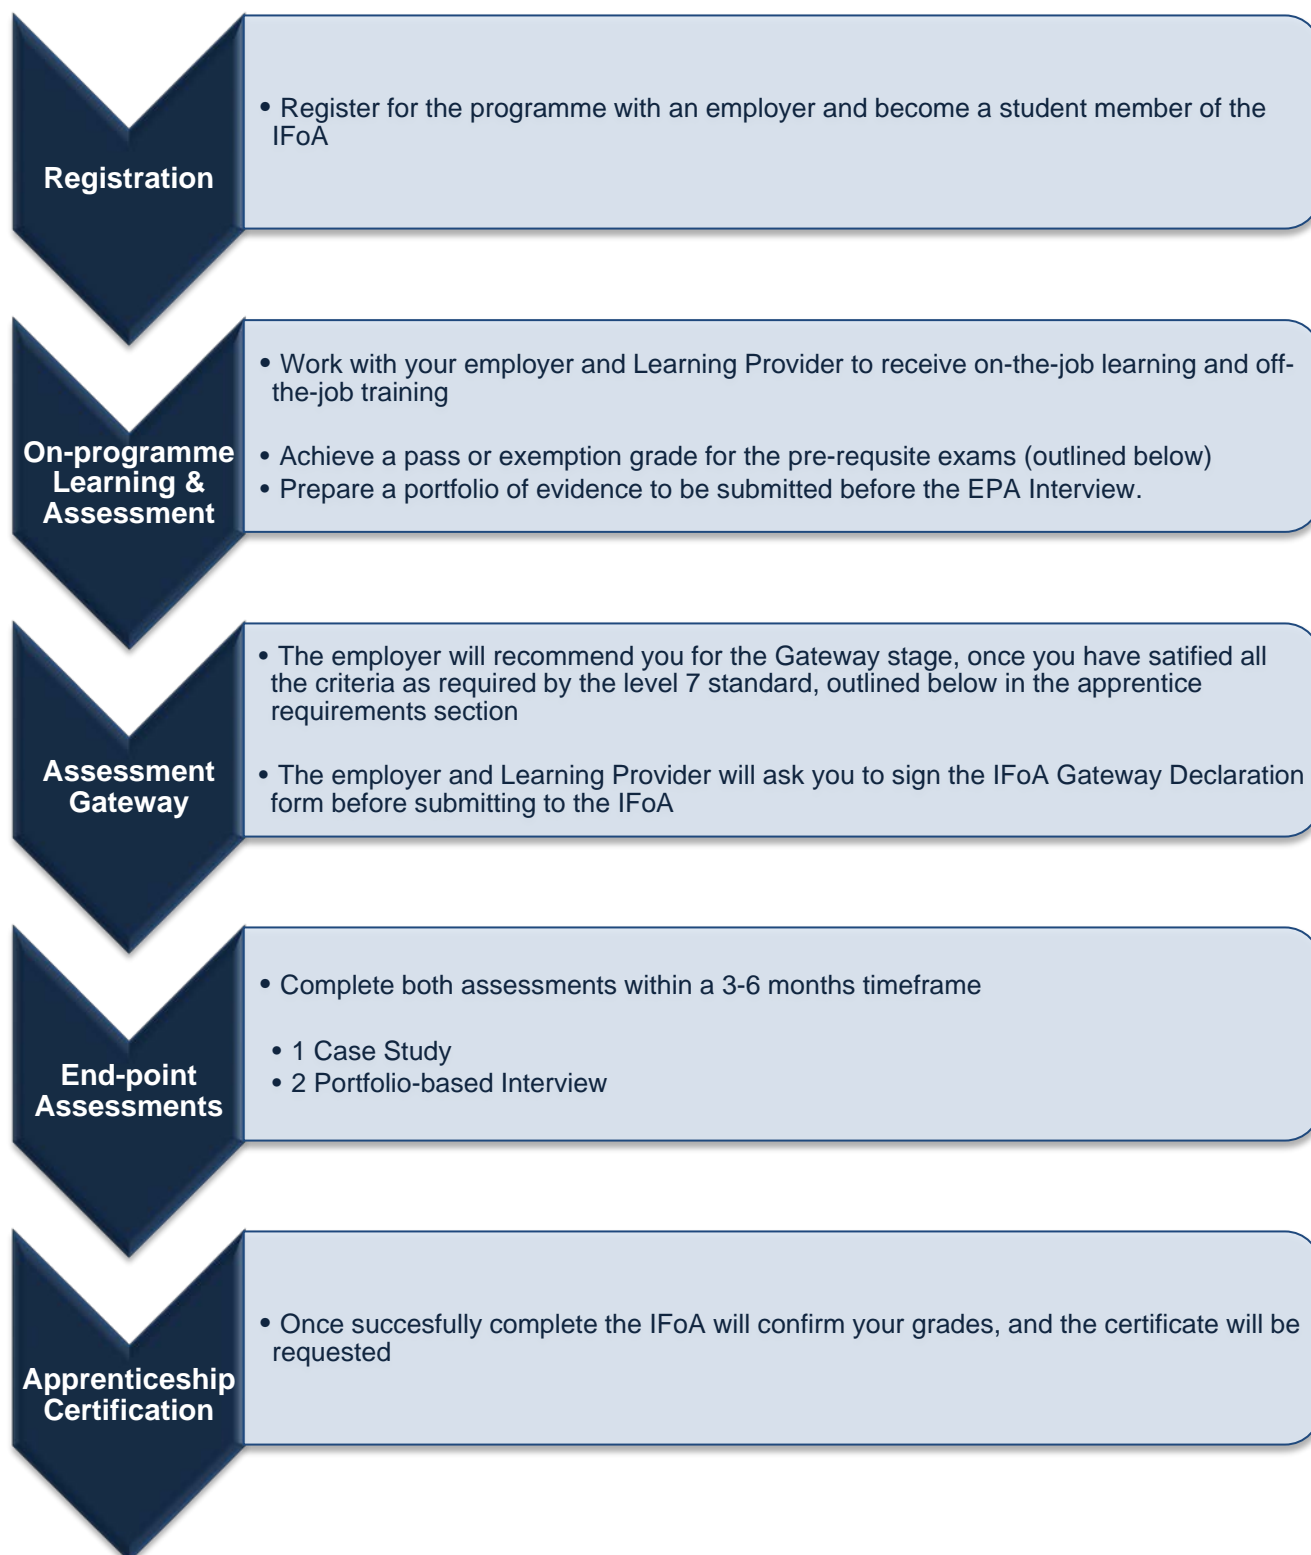 Registration
• Register for the programme with an employer and become a student member of the
IFoA
On-programme
Learning &
Assessment
• Work with your employer and Learning Provider to receive on-the-job learning and off-
the-job training
• Achieve a pass or exemption grade for the pre-requsite exams (outlined below)
• Prepare a portfolio of evidence to be submitted before the EPA Interview.
Assessment
Gateway
• The employer will recommend you for the Gateway stage, once you have satified all
the criteria as required by the level 7 standard, outlined below in the apprentice
requirements section
• The employer and Learning Provider will ask you to sign the IFoA Gateway Declaration
form before submitting to the IFoA
End-point
Assessments
• Complete both assessments within a 3-6 months timeframe
• 1 Case Study
• 2 Portfolio-based Interview
Apprenticeship
Certification
• Once succesfully complete the IFoA will confirm your grades, and the certificate will be
requested